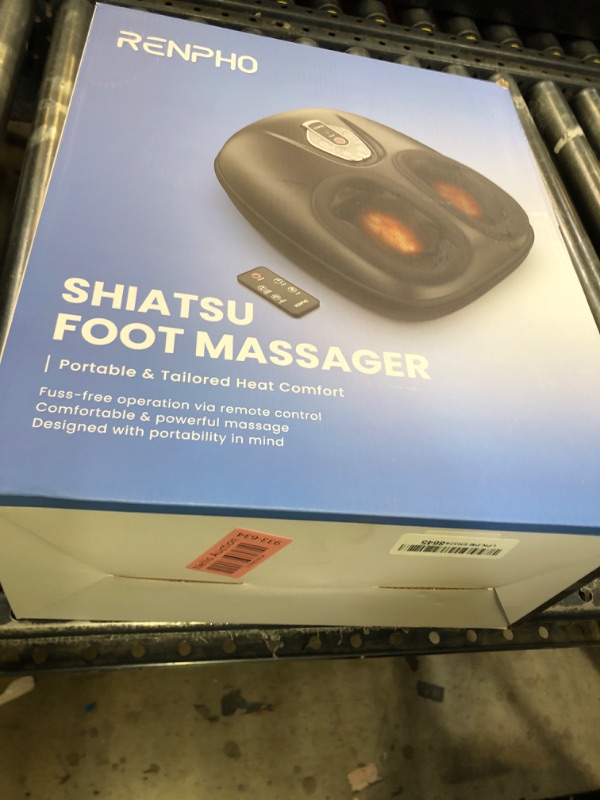 RENPHO
SHIATSU
FOOT MASSAGER
Portable & Tailored Heat Comfort
Fuss-free operation via remote control
Comfortable & powerful massage
Designed with portability in mind